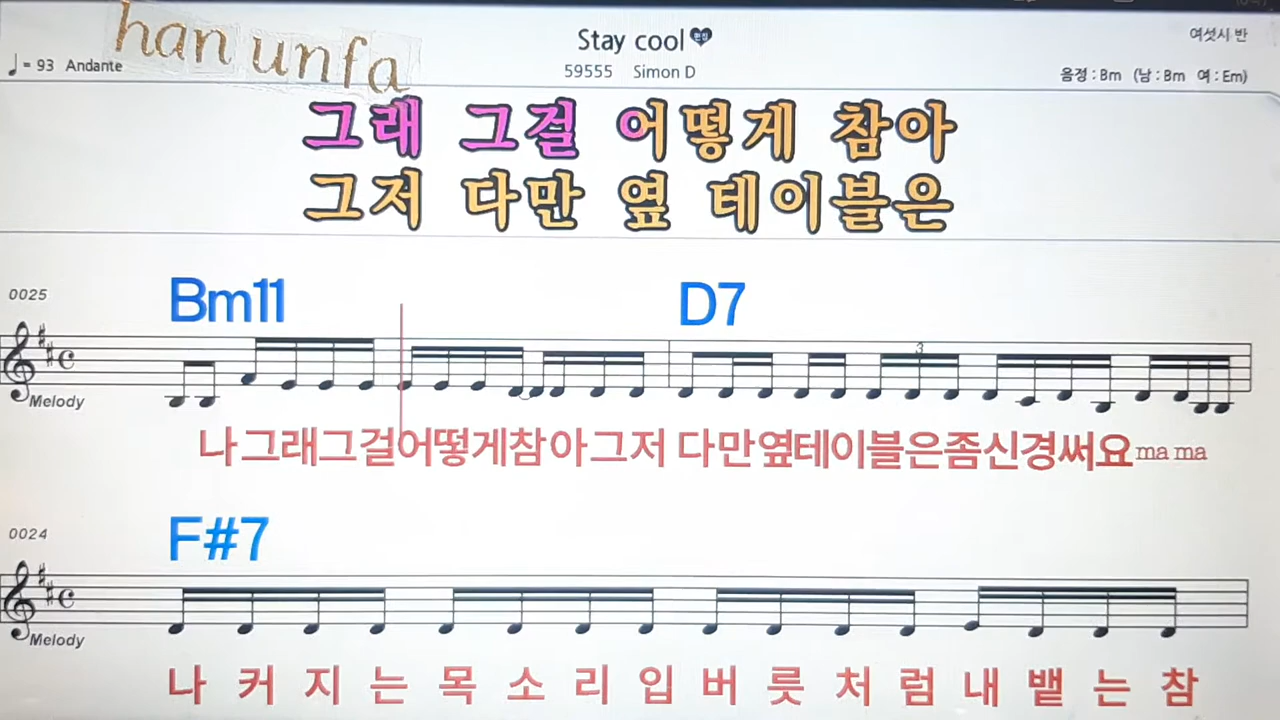 han unfa
Stay cool
여섯시 반
♩= 93 Andante
59555 Simon D
음정 : Bm (남 : Bm 여 : Em)
그래 그걸 어떻게 참아
그저 다만 옆 테이블은
0025
Bm11 D7
3
Melody
나그래그걸어떻게참아그저 다만옆테이블은좀신경써요ma ma
0024
F#7
Melody
나 커 지 는 목 소 리 입 버 릇 처 럼 내 뱉 는 참